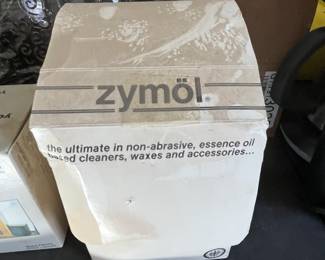 zymöl®
the ultimate in non-abrasive, essence oil
based cleaners, waxes and accessories...